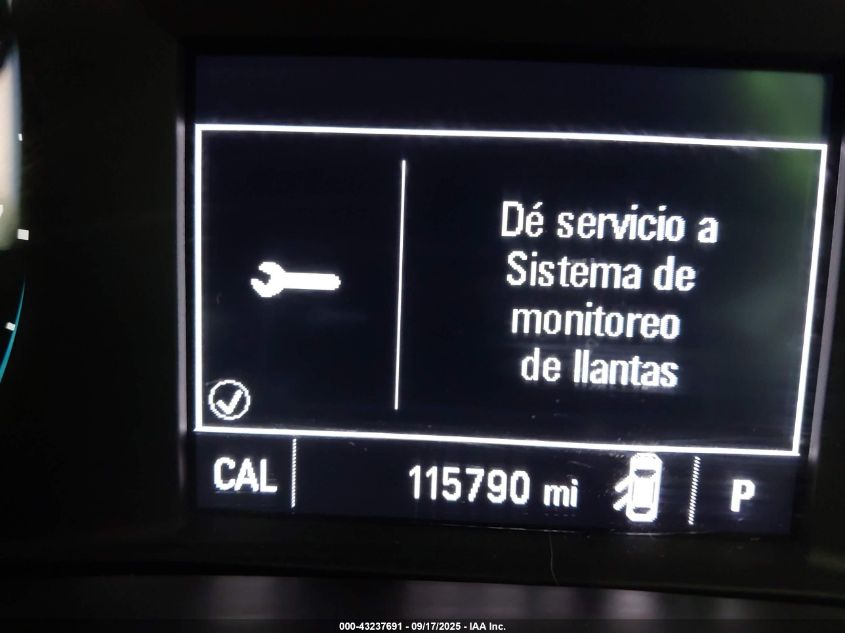 Dé servicio a
Sistema de
monitoreo
de llantas
CAL 115790 mi P
000-43237691 - 09/17/2025 - IAA Inc.